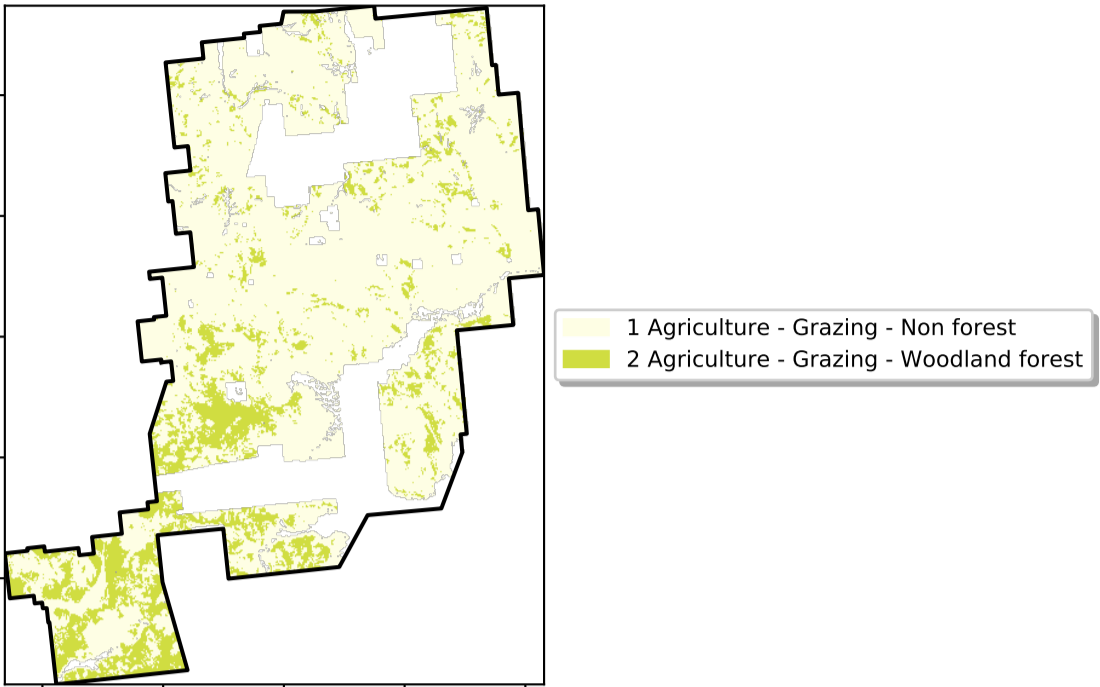 1 Agriculture - Grazing - Non forest
2 Agriculture - Grazing - Woodland forest